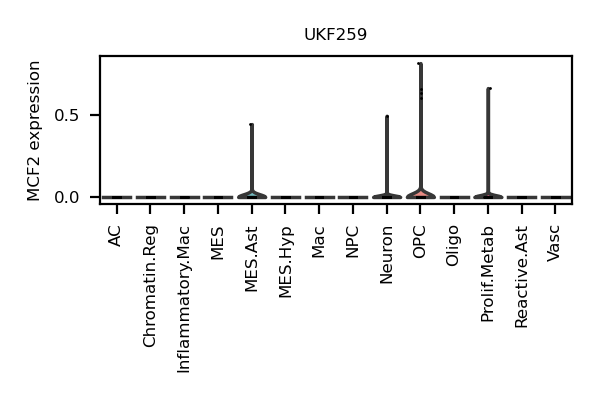 UKF259
MCF2 expression
0.5
0.0
AC
Chromatin.Reg
Inflammatory.Mac
MES
MES.Ast
MES.Hyp
Mac
NPC
Neuron
OPC
Oligo
Prolif.Metab
Reactive.Ast
Vasc